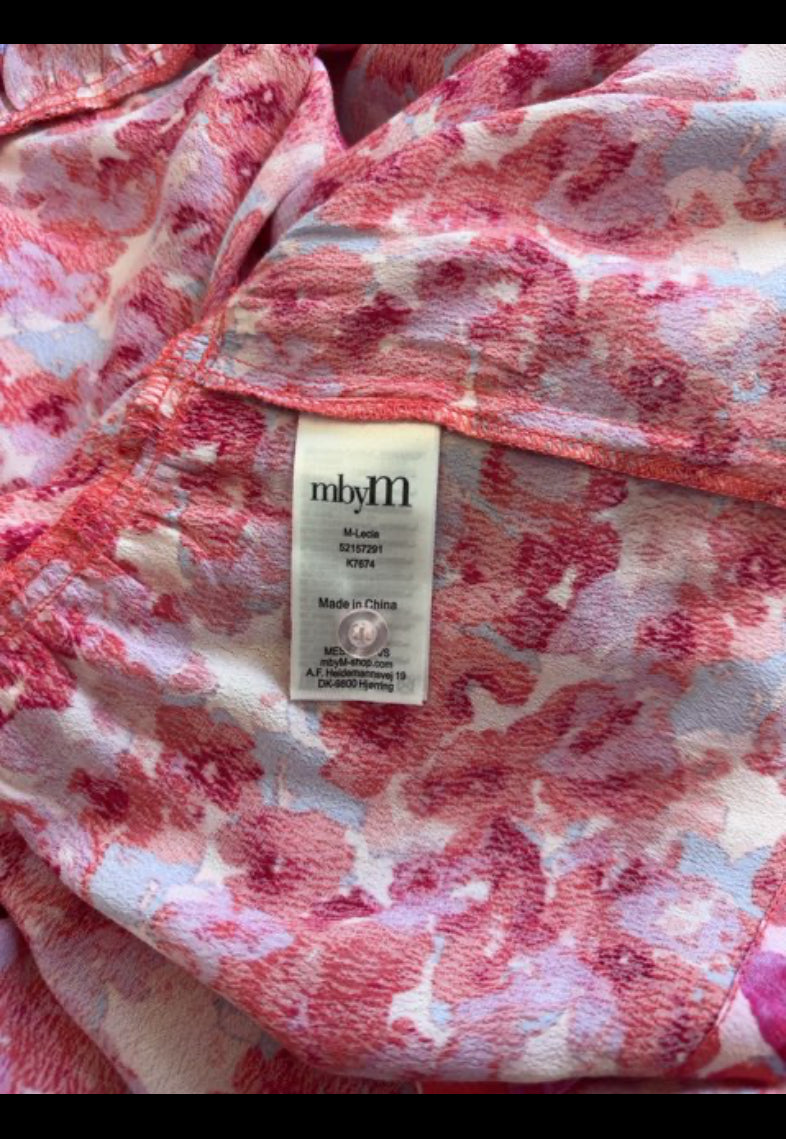 mbyM
M-Lecia
52157291
K7674
Made in China
mbyM-shop.com
A.F. Heidemannsvej 19
DK-9800 Hjørring